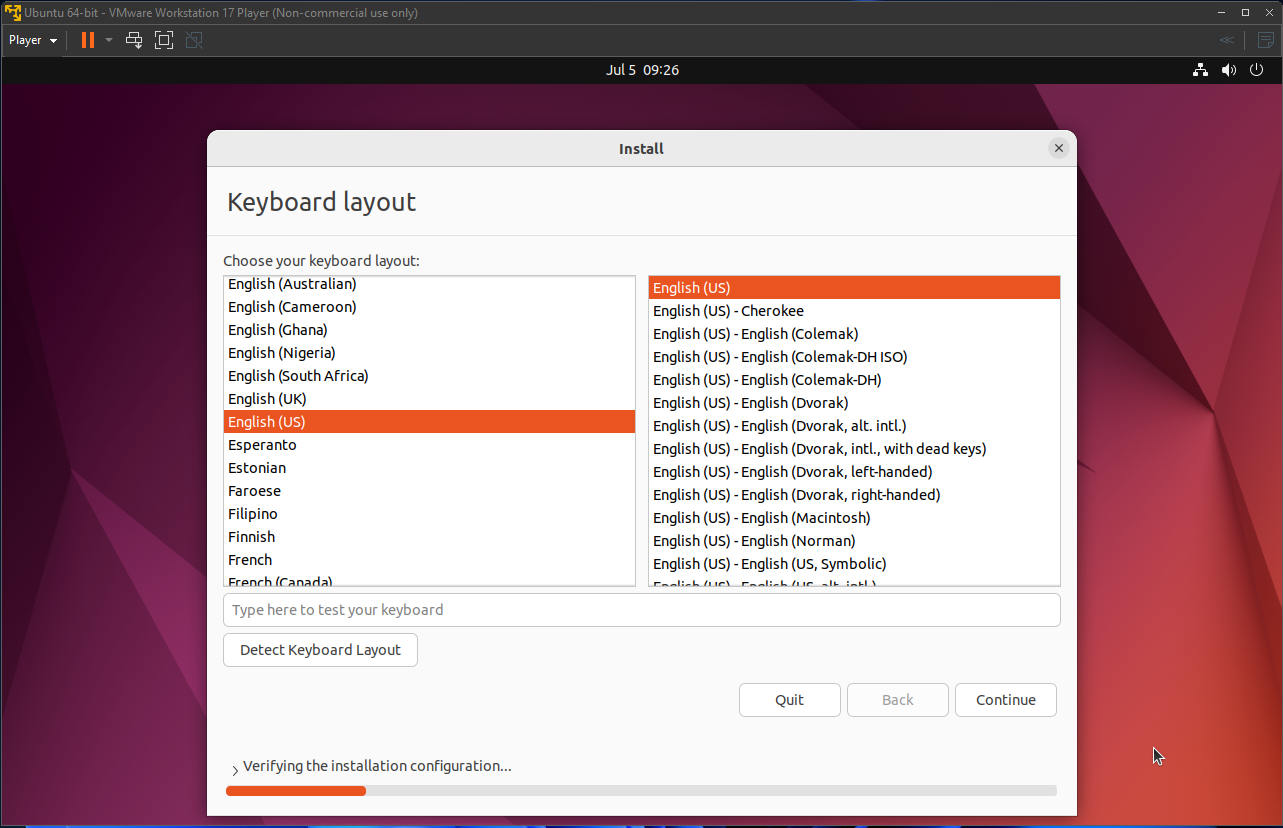 Ubuntu 64-bit - VMware Workstation 17 Player (Non-commercial use only)
Player
Jul 5 09:26
Install
Keyboard layout
Choose your keyboard layout:
English (Australian)
English (Cameroon)
English (Ghana)
English (Nigeria)
English (South Africa)
English (UK)
English (US)
Esperanto
Estonian
Faroese
Filipino
Finnish
French
French (Canada)
English (US)
English (US) - Cherokee
English (US) - English (Colemak)
English (US) - English (Colemak-DH ISO)
English (US) - English (Colemak-DH)
English (US) - English (Dvorak)
English (US) - English (Dvorak, alt. intl.)
English (US) - English (Dvorak, intl., with dead keys)
English (US) - English (Dvorak, left-handed)
English (US) - English (Dvorak, right-handed)
English (US) - English (Macintosh)
English (US) - English (Norman)
English (US) - English (US, Symbolic)
English (US) - English (US, alt. intl.)
Type here to test your keyboard
Detect Keyboard Layout
Quit
Back
Continue
Verifying the installation configuration...